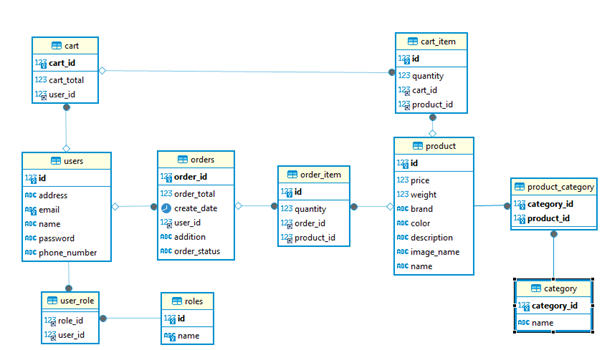 cart
123 cart_id
123 cart_total
123 user_id
cart_item
123 id
123 quantity
123 cart_id
123 product_id
users
123 id
ABC address
ABC email
ABC name
ABC password
ABC phone_number
orders
123 order_id
123 order_total
create_date
123 user_id
ABC addition
ABC order_status
order_item
123 id
123 quantity
123 order_id
123 product_id
product
123 id
123 price
123 weight
ABC brand
ABC color
ABC description
ABC image_name
ABC name
product_category
123 category_id
123 product_id
user_role
123 role_id
123 user_id
roles
123 id
ABC name
category
123 category_id
ABC name